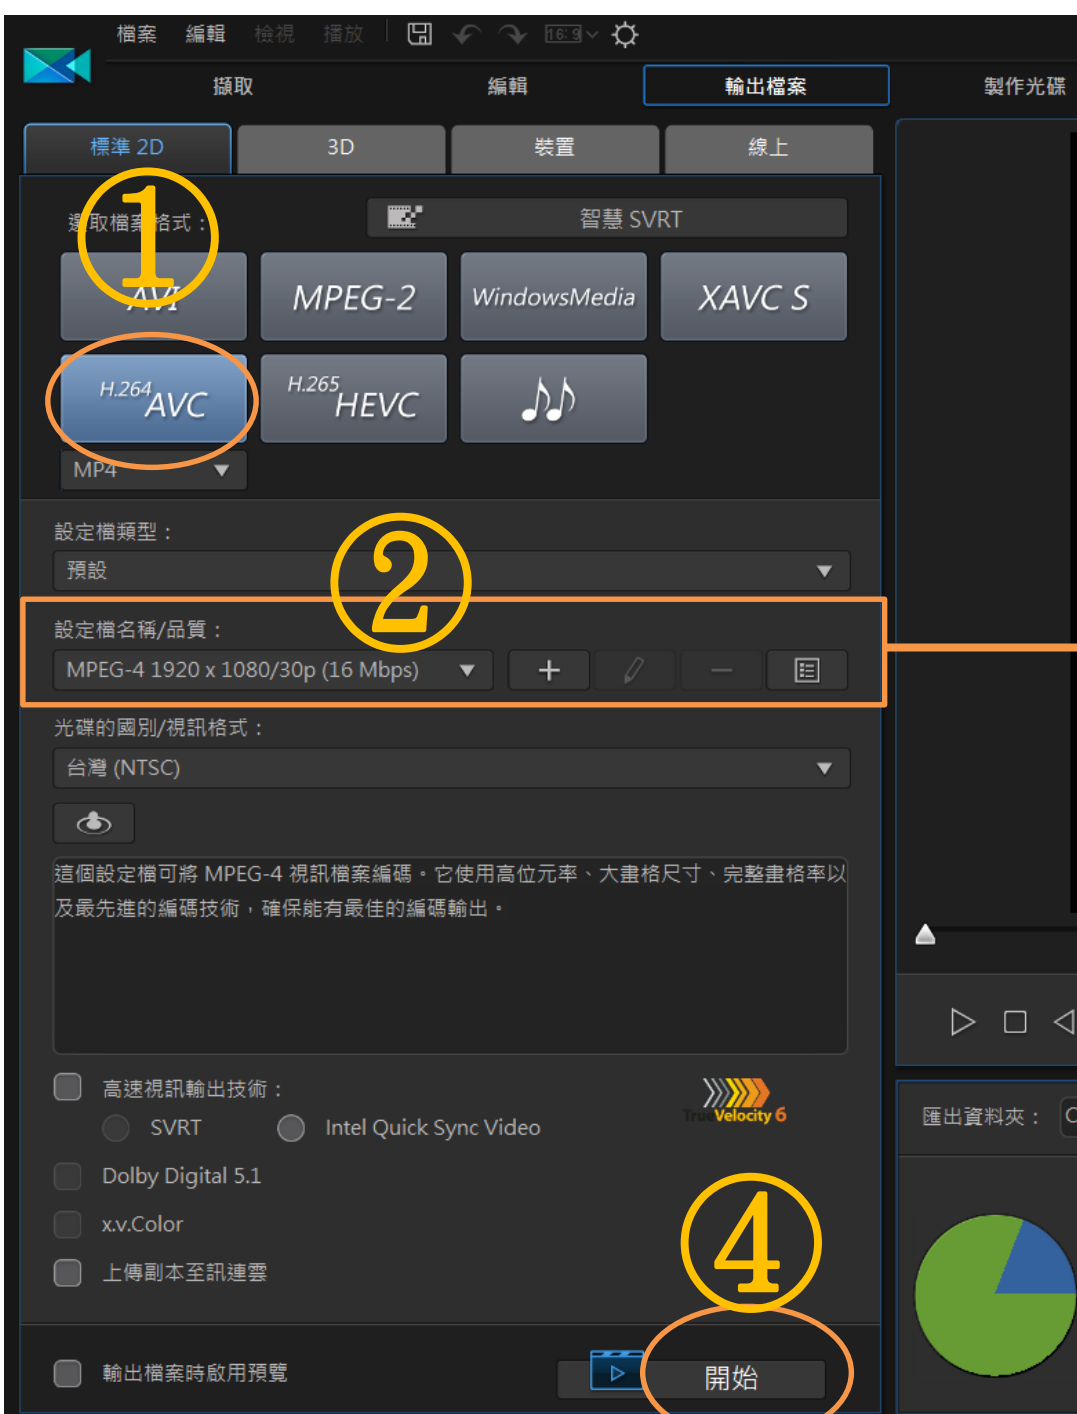 檔案 編輯 檢視 播放 16:9
擷取 編輯 輸出檔案 製作光碟
標準 2D 3D 裝置 線上
①
選取檔案格式： 智慧 SVRT
AVI MPEG-2 WindowsMedia XAVC S
H.264 AVC H.265 HEVC
MP4
設定檔類型：
②
預設
設定檔名稱/品質：
MPEG-4 1920 x 1080/30p (16 Mbps)
光碟的國別/視訊格式：
台灣 (NTSC)
這個設定檔可將 MPEG-4 視訊檔案編碼。它使用高位元率、大畫格尺寸、完整畫格率以
及最先進的編碼技術，確保能有最佳的編碼輸出。
高速視訊輸出技術：
TrueVelocity 6
SVRT Intel Quick Sync Video
匯出資料夾： C
Dolby Digital 5.1
x.v.Color
④
上傳副本至訊連雲
輸出檔案時啟用預覽
開始